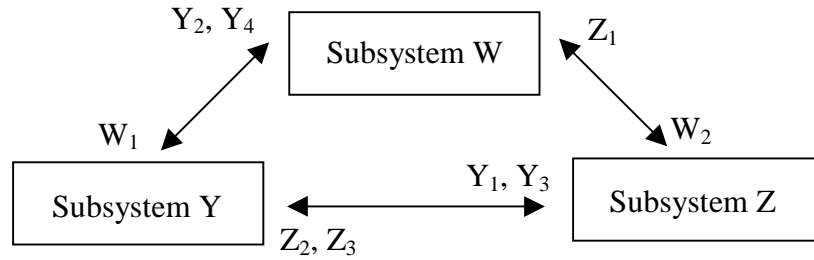 Y₂, Y₄
Subsystem W
Z₁
W₁
W₂
Subsystem Y
Y₁, Y₃
Subsystem Z
Z₂, Z₃